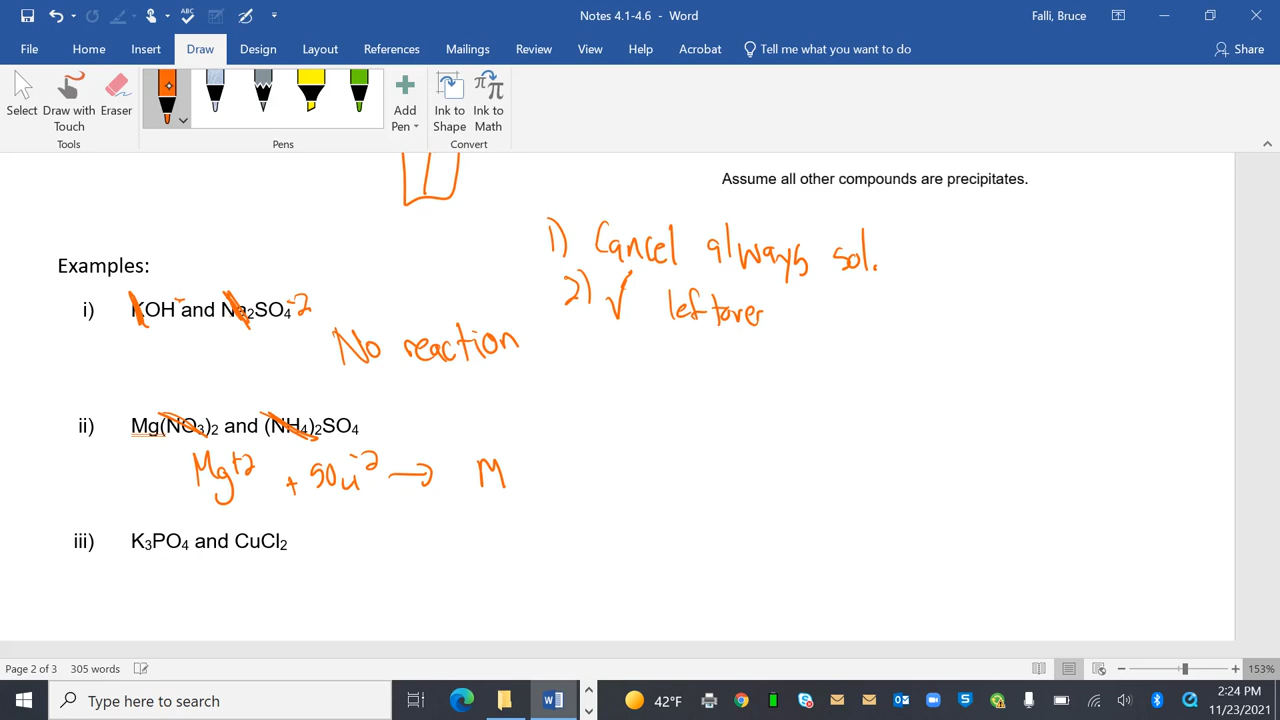 Notes 4.1-4.6 - Word
Falli, Bruce
File Home Insert Draw Design Layout References Mailings Review View Help Acrobat Tell me what you want to do Share
Select Draw with Touch Eraser Add Pen Ink to Shape Ink to Math
Tools Pens Convert
Assume all other compounds are precipitates.
1) Cancel always sol.
Examples:
2) √ leftover
i) KOH⁻ and Na₂SO₄⁻²
No reaction
ii) Mg(NO₃)₂ and (NH₄)₂SO₄
Mg⁺² + SO₄⁻² → M
iii) K₃PO₄ and CuCl₂
Page 2 of 3 305 words 153%
Type here to search 42°F 2:24 PM
11/23/2021